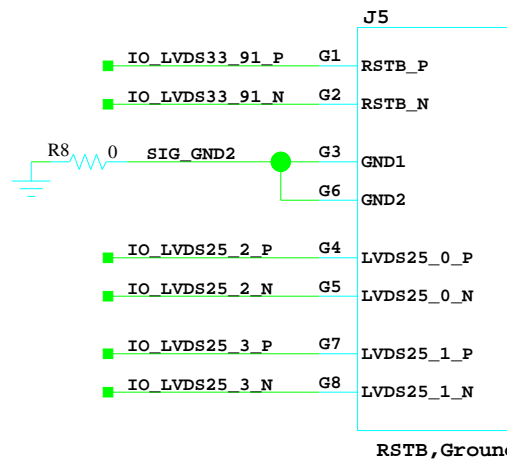 J5
IO_LVDS33_91_P G1 RSTB_P
IO_LVDS33_91_N G2 RSTB_N
R8 0 SIG_GND2 G3 GND1
G6 GND2
IO_LVDS25_2_P G4 LVDS25_0_P
IO_LVDS25_2_N G5 LVDS25_0_N
IO_LVDS25_3_P G7 LVDS25_1_P
IO_LVDS25_3_N G8 LVDS25_1_N
RSTB,Ground